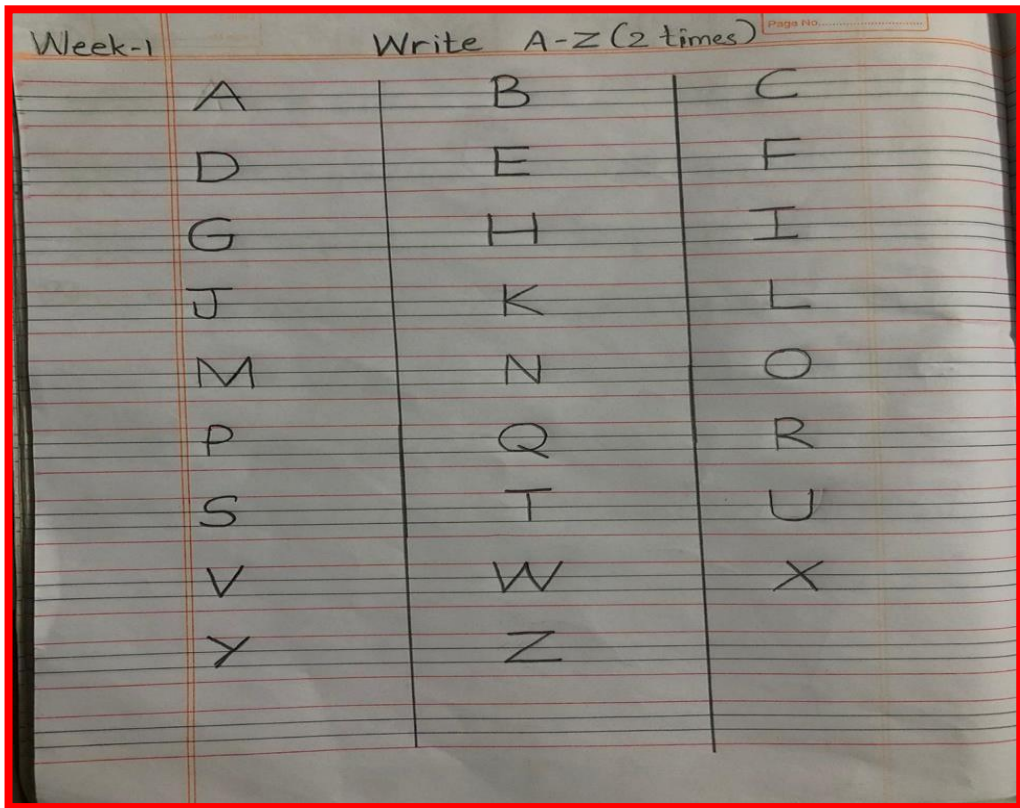 Page No.
Week-1 Write A-Z (2 times)
A B C
D E F
G H I
J K L
M N O
P Q R
S T U
V W X
Y Z